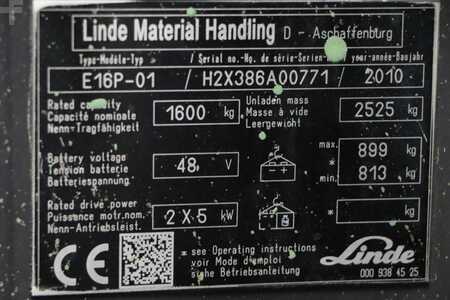 Linde Material Handling D - Aschaffenburg
Type-Modèle-Typ / Serial no.-No. de série-Serien- year-année-Baujahr
E16P-01 / H2X386A00771 / 2010
Rated capacity
Capacité nominale
Nenn-Tragfähigkeit
1600 kg
Unladen mass
Masse à vide
Leergewicht
2525 kg
Battery voltage
Tension batterie
Batteriespannung
48 V
max. 899 kg
*
min. 813 kg
Rated drive power
Puissance motr.nom.
Nenn-Antriebsleist.
2 X 5 kW
* kg
CE
* see Operating instructions
voir Mode d'emploi
siehe Betriebsanleitung
Linde
000 938 45 25